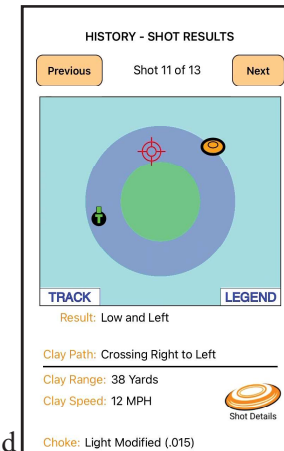 HISTORY - SHOT RESULTS
Previous Shot 11 of 13 Next
TRACK LEGEND
Result: Low and Left
Clay Path: Crossing Right to Left
Clay Range: 38 Yards
Clay Speed: 12 MPH
Shot Details
d Choke: Light Modified (.015)